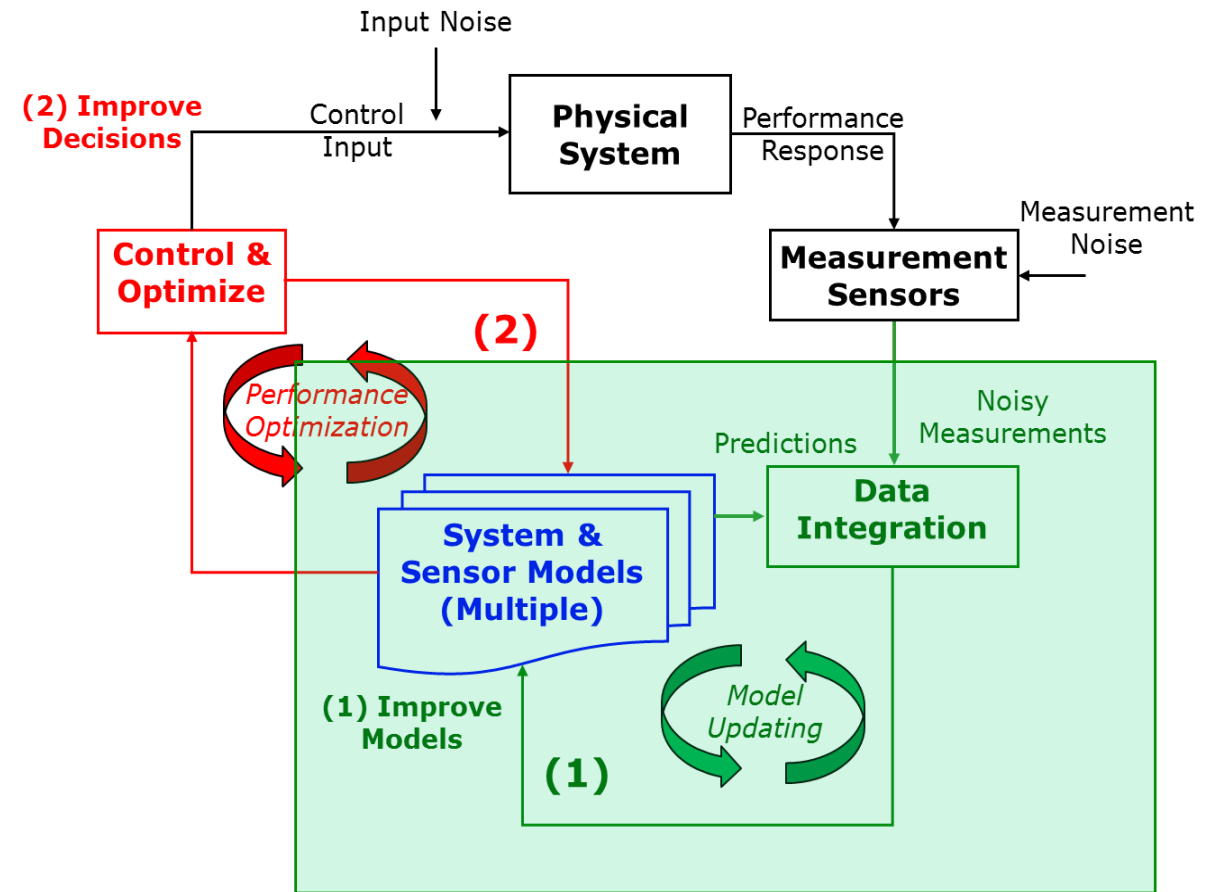 Input Noise
(2) Improve
Decisions
Control
Input
Physical
System
Performance
Response
Measurement
Noise
Control &
Optimize
Measurement
Sensors
(2)
Performance
Optimization
Noisy
Measurements
Predictions
Data
Integration
System &
Sensor Models
(Multiple)
(1) Improve
Models
Model
Updating
(1)